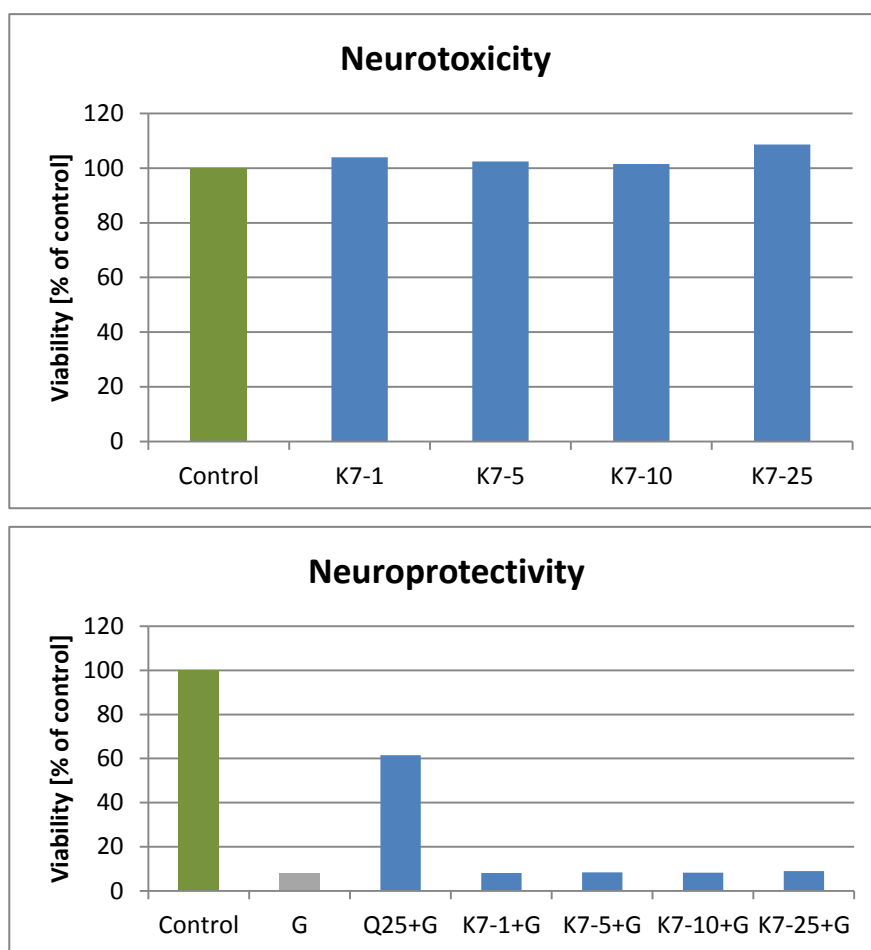 Neurotoxicity
Viability [% of control]
120
100
80
60
40
20
0
Control K7-1 K7-5 K7-10 K7-25
Neuroprotectivity
Viability [% of control]
120
100
80
60
40
20
0
Control G Q25+G K7-1+G K7-5+G K7-10+G K7-25+G